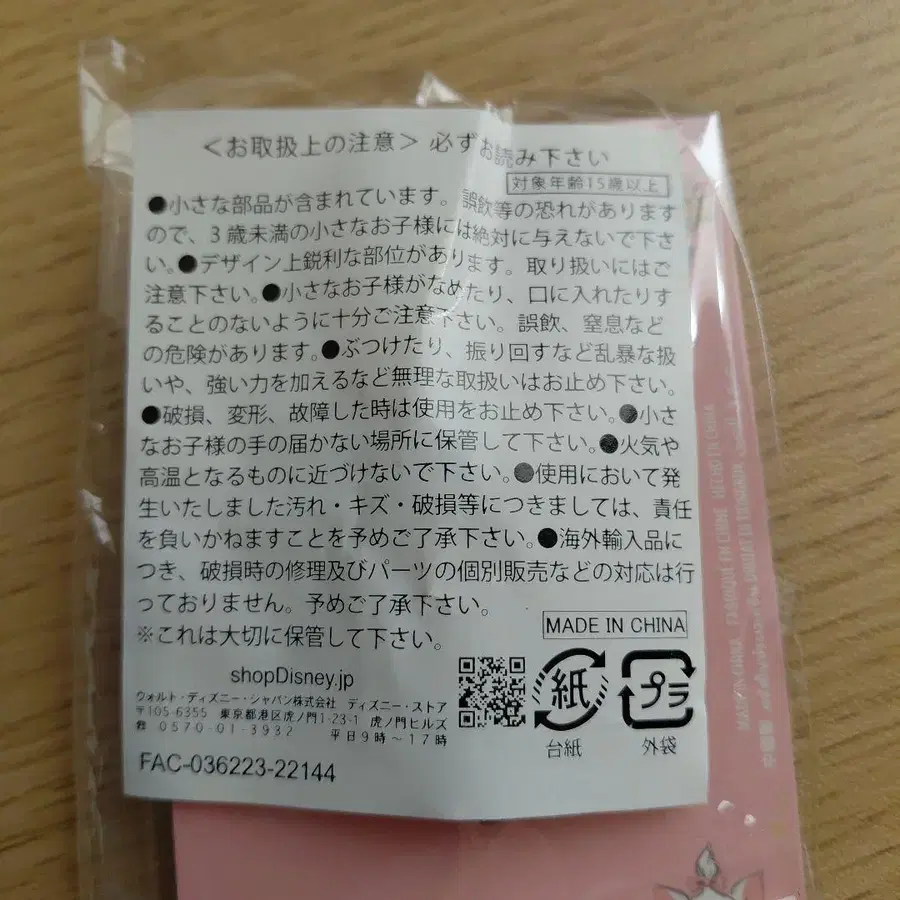 ＜お取扱上の注意＞ 必ずお読み下さい
対象年齢15歳以上
●小さな部品が含まれています。誤飲等の恐れがあります
ので、3歳未満の小さなお子様には絶対に与えないで下さ
い。●デザイン上鋭利な部位があります。取り扱いにはご
注意下さい。●小さなお子様がなめたり、口に入れたりす
ることのないように十分ご注意下さい。誤飲、窒息など
の危険があります。●ぶつけたり、振り回すなど乱暴な扱
いや、強い力を加えるなど無理な取扱いはお止め下さい。
●破損、変形、故障した時は使用をお止め下さい。●小さ
なお子様の手の届かない場所に保管して下さい。●火気や
高温となるものに近づけないで下さい。●使用において発
生いたしました汚れ・キズ・破損等につきましては、責任
を負いかねますことを予めご了承下さい。●海外輸入品に
つき、破損時の修理及びパーツの個別販売などの対応は行
っておりません。予めご了承下さい。
※これは大切に保管して下さい。
MADE IN CHINA
shopDisney.jp
ウォルト・ディズニー・ジャパン株式会社 ディズニー・ストア
〒105-6355 東京都港区虎ノ門1-23-1 虎ノ門ヒルズ
☎ 0570-01-3932 平日9時～17時
FAC-036223-22144
紙
台紙
プラ
外袋
MADE IN CHINA FABRIQUÉ EN CHINE HECHO EN CHINA